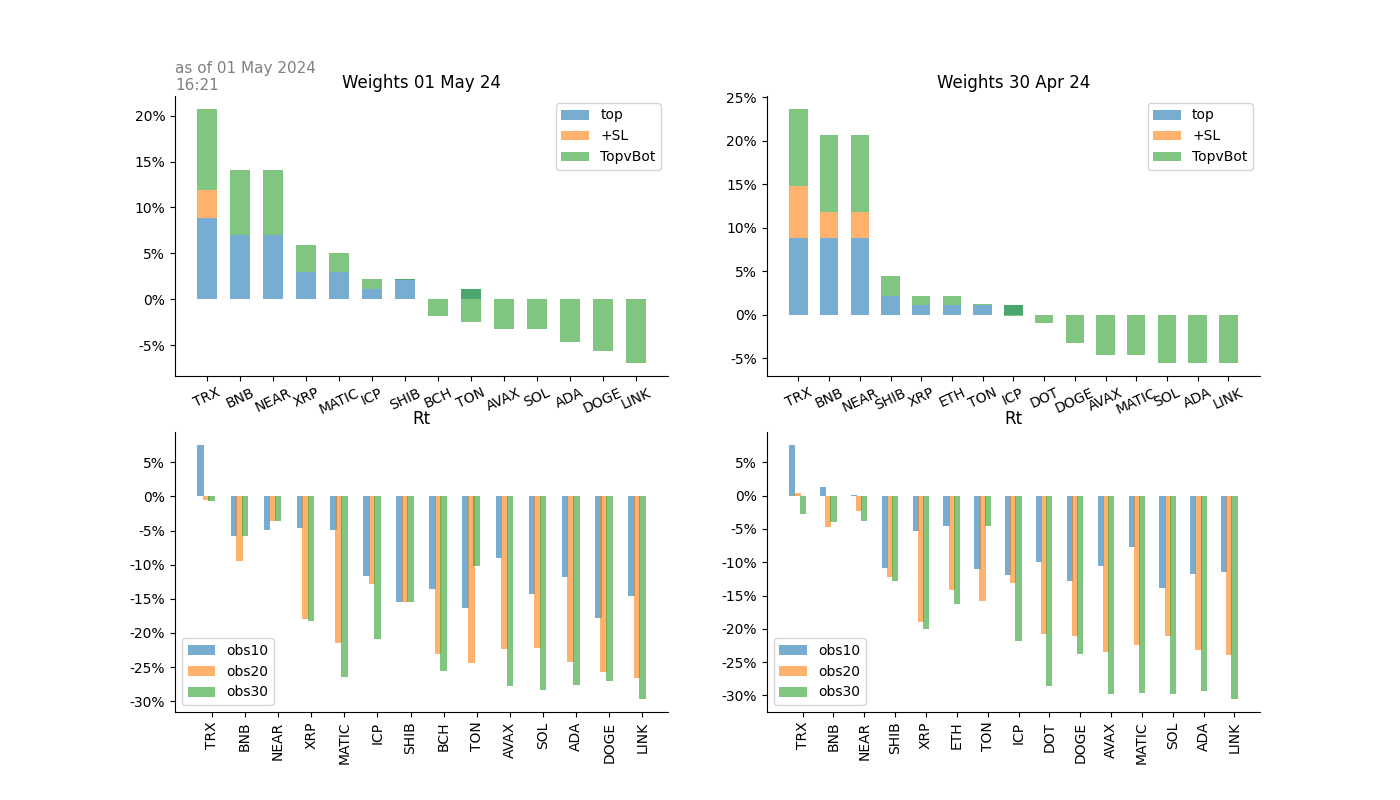 as of 01 May 2024
16:21
Weights 01 May 24
20%
15%
10%
5%
0%
-5%
top
+SL
TopvBot
TRX BNB NEAR XRP MATIC ICP SHIB BCH TON AVAX SOL ADA DOGE LINK
Weights 30 Apr 24
25%
20%
15%
10%
5%
0%
-5%
top
+SL
TopvBot
TRX BNB NEAR SHIB XRP ETH TON ICP DOT DOGE AVAX MATIC SOL ADA LINK
Rt
5%
0%
-5%
-10%
-15%
-20%
-25%
-30%
obs10
obs20
obs30
TRX BNB NEAR XRP MATIC ICP SHIB BCH TON AVAX SOL ADA DOGE LINK
Rt
5%
0%
-5%
-10%
-15%
-20%
-25%
-30%
obs10
obs20
obs30
TRX BNB NEAR SHIB XRP ETH TON ICP DOT DOGE AVAX MATIC SOL ADA LINK